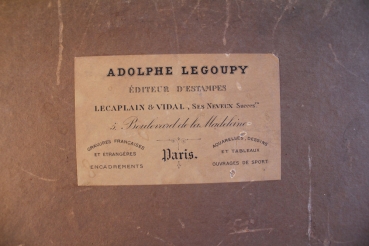 ADOLPHE LEGOUPY
ÉDITEUR D'ESTAMPES
LECAPLAIN & VIDAL, SES NEVEUX Succrs
5 Boulevard de la Madeleine
GRAVURES FRANÇAISES
ET ÉTRANGÈRES
ENCADREMENTS
Paris.
AQUARELLES, DESSINS
ET TABLEAUX
OUVRAGES DE SPORT